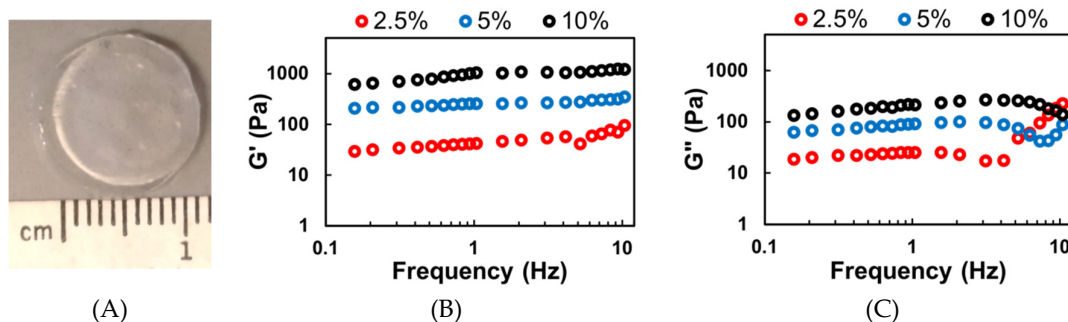 cm 1
(A)
2.5% 5% 10%
G' (Pa)
1000
100
10
1
0.1 1 10
Frequency (Hz)
(B)
2.5% 5% 10%
G" (Pa)
1000
100
10
1
0.1 1 10
Frequency (Hz)
(C)